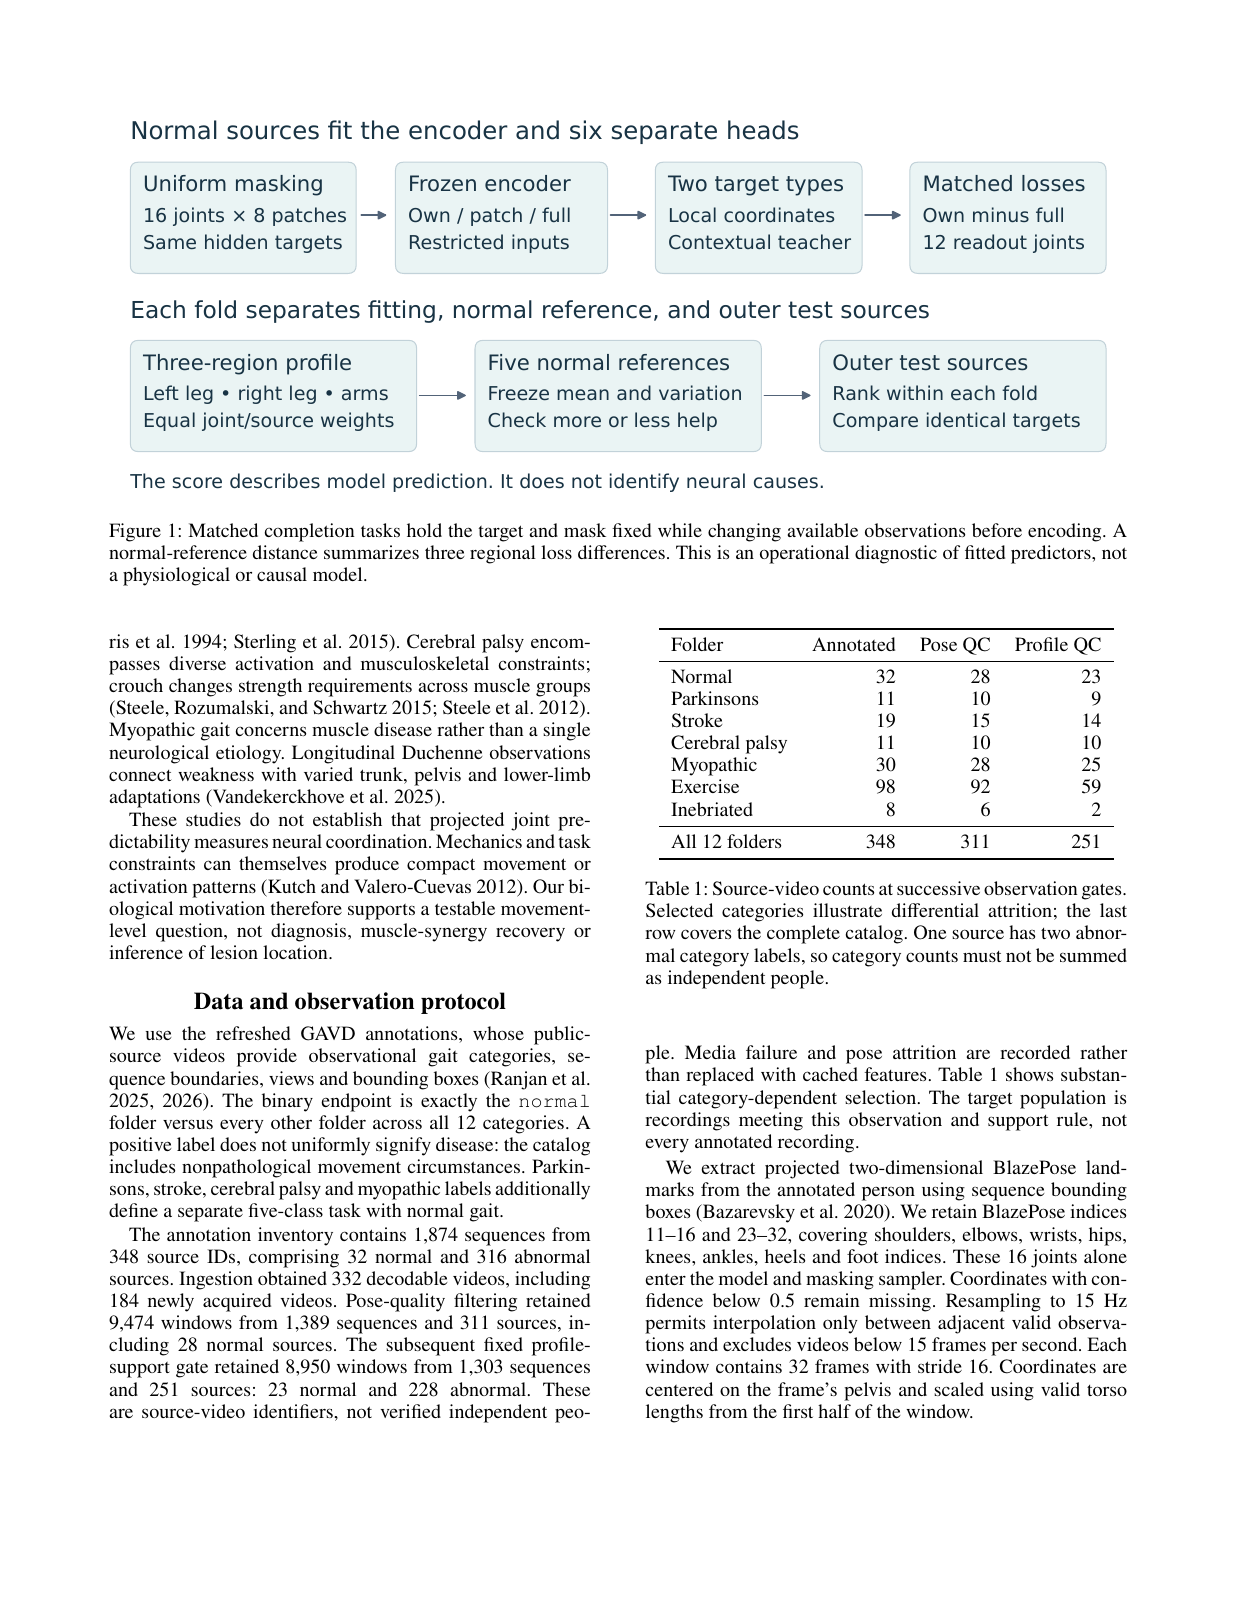 Normal sources fit the encoder and six separate heads
Uniform masking
16 joints × 8 patches
Same hidden targets
Frozen encoder
Own / patch / full
Restricted inputs
Two target types
Local coordinates
Contextual teacher
Matched losses
Own minus full
12 readout joints
Each fold separates fitting, normal reference, and outer test sources
Three-region profile
Left leg • right leg • arms
Equal joint/source weights
Five normal references
Freeze mean and variation
Check more or less help
Outer test sources
Rank within each fold
Compare identical targets
The score describes model prediction. It does not identify neural causes.
Figure 1: Matched completion tasks hold the target and mask fixed while changing available observations before encoding. A
normal-reference distance summarizes three regional loss differences. This is an operational diagnostic of fitted predictors, not
a physiological or causal model.
ris et al. 1994; Sterling et al. 2015). Cerebral palsy encom-
passes diverse activation and musculoskeletal constraints;
crouch changes strength requirements across muscle groups
(Steele, Rozumalski, and Schwartz 2015; Steele et al. 2012).
Myopathic gait concerns muscle disease rather than a single
neurological etiology. Longitudinal Duchenne observations
connect weakness with varied trunk, pelvis and lower-limb
adaptations (Vandekerckhove et al. 2025).
These studies do not establish that projected joint pre-
dictability measures neural coordination. Mechanics and task
constraints can themselves produce compact movement or
activation patterns (Kutch and Valero-Cuevas 2012). Our bi-
ological motivation therefore supports a testable movement-
level question, not diagnosis, muscle-synergy recovery or
inference of lesion location.
Data and observation protocol
We use the refreshed GAVD annotations, whose public-
source videos provide observational gait categories, se-
quence boundaries, views and bounding boxes (Ranjan et al.
2025, 2026). The binary endpoint is exactly the normal
folder versus every other folder across all 12 categories. A
positive label does not uniformly signify disease: the catalog
includes nonpathological movement circumstances. Parkin-
sons, stroke, cerebral palsy and myopathic labels additionally
define a separate five-class task with normal gait.
The annotation inventory contains 1,874 sequences from
348 source IDs, comprising 32 normal and 316 abnormal
sources. Ingestion obtained 332 decodable videos, including
184 newly acquired videos. Pose-quality filtering retained
9,474 windows from 1,389 sequences and 311 sources, in-
cluding 28 normal sources. The subsequent fixed profile-
support gate retained 8,950 windows from 1,303 sequences
and 251 sources: 23 normal and 228 abnormal. These
are source-video identifiers, not verified independent peo-
Folder Annotated Pose QC Profile QC
Normal 32 28 23
Parkinsons 11 10 9
Stroke 19 15 14
Cerebral palsy 11 10 10
Myopathic 30 28 25
Exercise 98 92 59
Inebriated 8 6 2
All 12 folders 348 311 251
Table 1: Source-video counts at successive observation gates.
Selected categories illustrate differential attrition; the last
row covers the complete catalog. One source has two abnor-
mal category labels, so category counts must not be summed
as independent people.
ple. Media failure and pose attrition are recorded rather
than replaced with cached features. Table 1 shows substan-
tial category-dependent selection. The target population is
recordings meeting this observation and support rule, not
every annotated recording.
We extract projected two-dimensional BlazePose land-
marks from the annotated person using sequence bounding
boxes (Bazarevsky et al. 2020). We retain BlazePose indices
11–16 and 23–32, covering shoulders, elbows, wrists, hips,
knees, ankles, heels and foot indices. These 16 joints alone
enter the model and masking sampler. Coordinates with con-
fidence below 0.5 remain missing. Resampling to 15 Hz
permits interpolation only between adjacent valid observa-
tions and excludes videos below 15 frames per second. Each
window contains 32 frames with stride 16. Coordinates are
centered on the frame's pelvis and scaled using valid torso
lengths from the first half of the window.